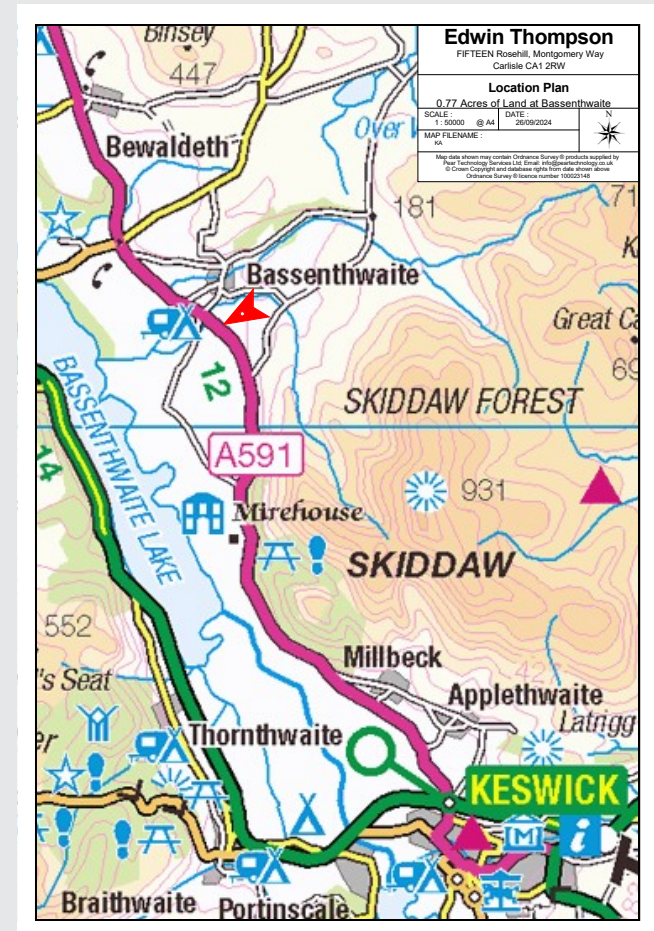 Edwin Thompson
FIFTEEN Rosehill, Montgomery Way
Carlisle CA1 2RW
Location Plan
0.77 Acres of Land at Bassenthwaite
SCALE :
1 : 50000 @ A4
DATE :
26/09/2024
N
MAP FILENAME :
KA
Map data shown may contain Ordnance Survey ® products supplied by
Pear Technology Services Ltd; Email: info@peartechnology.co.uk
© Crown Copyright and database rights from date shown above
Ordnance Survey ® licence number 100023148
Binsey
447
Over
Bewaldeth
181
71
Bassenthwaite
K
Great Ca
12
69
BASSENTHWAITE LAKE
SKIDDAW FOREST
14
A591
931
Mirehouse
SKIDDAW
552
Millbeck
's Seat
Applethwaite
Latrigg
er
Thornthwaite
KESWICK
M
i
Braithwaite
Portinscale